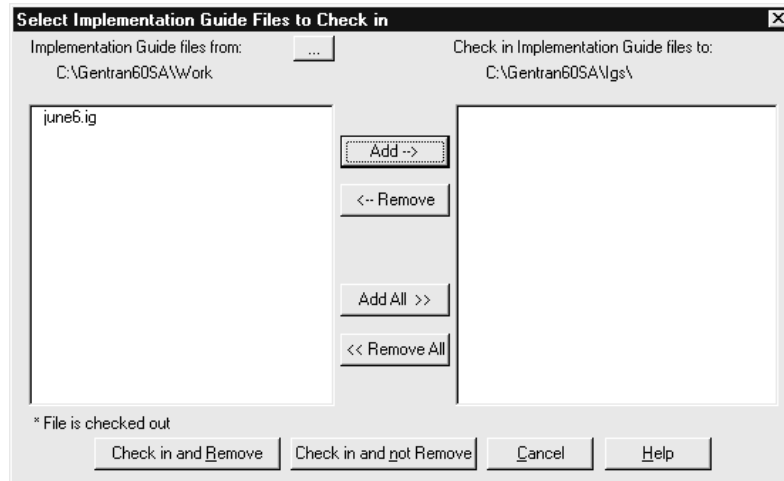 Select Implementation Guide Files to Check in
Implementation Guide files from:
...
Check in Implementation Guide files to:
C:\Gentran60SA\Work
C:\Gentran60SA\Igs\
june6.ig
Add -->
<-- Remove
Add All >>
<< Remove All
* File is checked out
Check in and Remove
Check in and not Remove
Cancel
Help